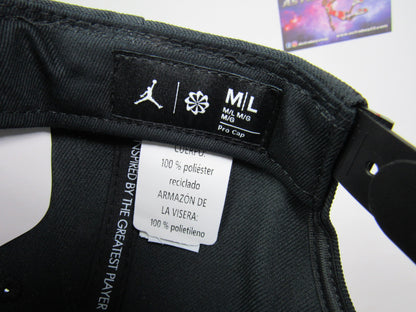 M|L
M/L M/G
M/G
Pro Cap
CUERPO:
100 % poliéster
reciclado
ARMAZÓN DE
LA VISERA:
100 % polietileno
INSPIRED BY THE GREATEST PLAYER